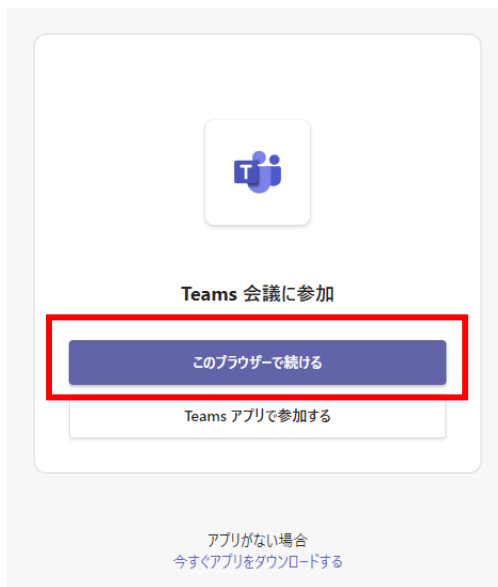 T
Teams 会議に参加
このブラウザーで続ける
Teams アプリで参加する
アプリがない場合
今すぐアプリをダウンロードする